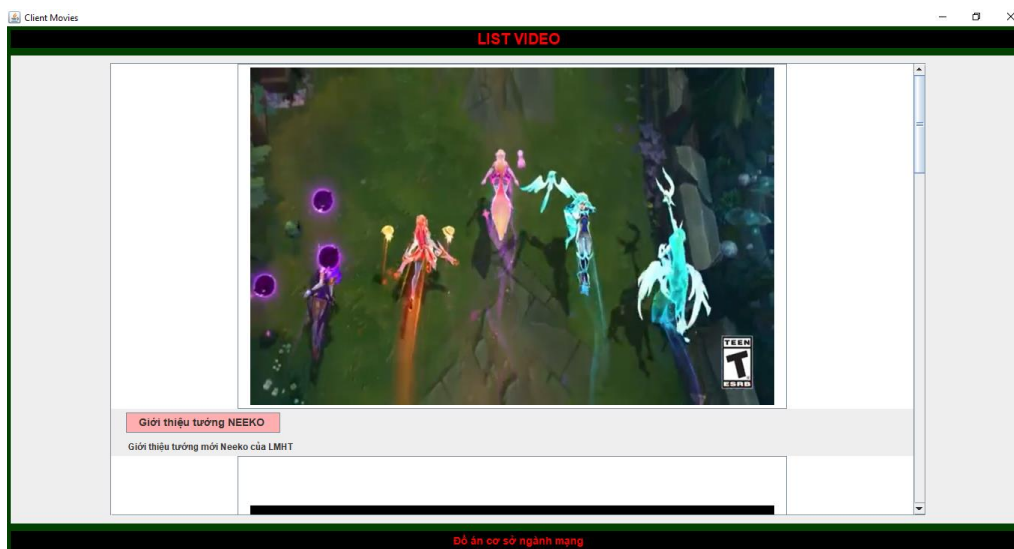 Client Movies
LIST VIDEO
TEEN
T
ESRB
Giới thiệu tướng NEEKO
Giới thiệu tướng mới Neeko của LMHT
Đồ án cơ sở ngành mạng